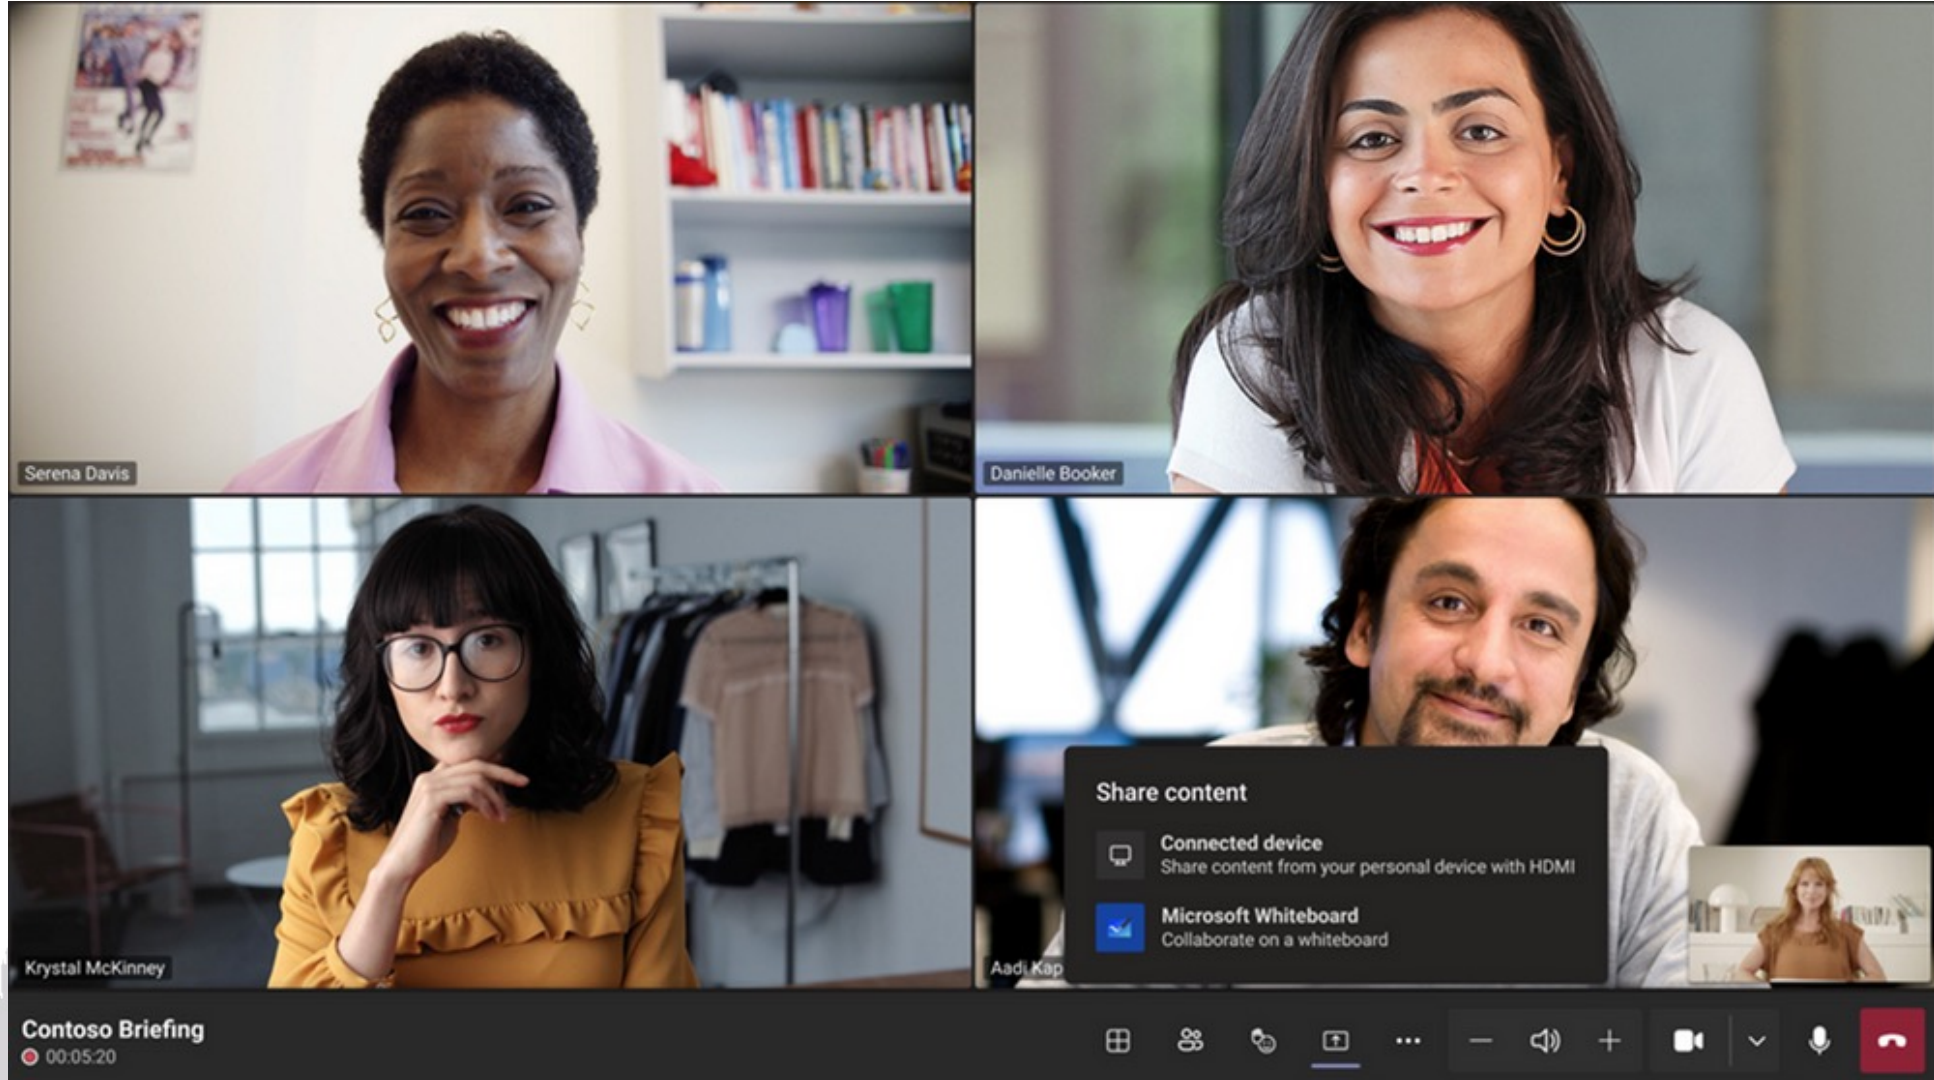 Serena Davis
Danielle Booker
Krystal McKinney
Aadi Kap
Share content
Connected device
Share content from your personal device with HDMI
Microsoft Whiteboard
Collaborate on a whiteboard
Contoso Briefing
00:05:20